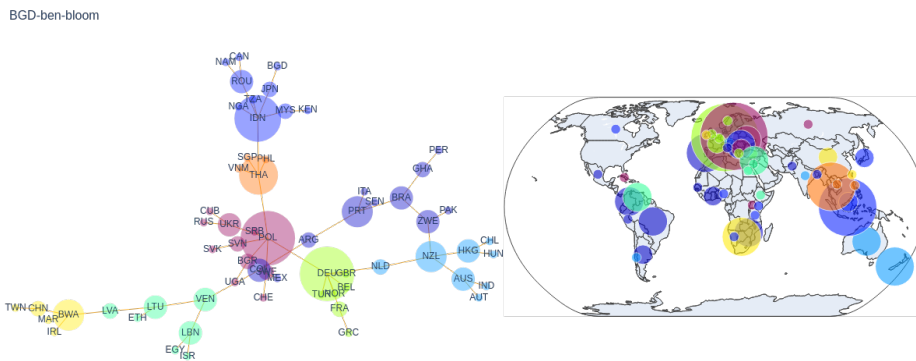 BGD-ben-bloom
CAN
NAM
BGD
ROU
JPN
TZA
NGA
MYS
KEN
IDN
PER
SGP
PHL
VNM
GHA
THA
ITA
BRA
SEN
CUB
PRT
PAK
RUS
UKR
ZWE
SRB
POL
ARG
CHL
SVN
HKG
SVK
HUN
NZL
BGR
NLD
DEU
GBR
MEX
AUS
UGA
IND
BEL
CHE
TUR
NOR
AUT
VEN
TWN
CHN
LTU
FRA
LVA
MAR
BWA
ETH
IRL
LBN
GRC
EGY
ISR